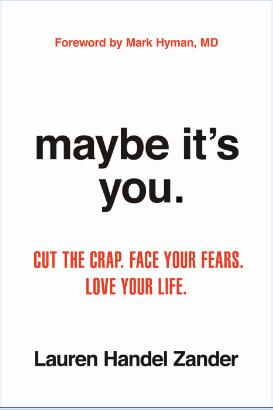 Foreword by Mark Hyman, MD
maybe it's
you.
CUT THE CRAP. FACE YOUR FEARS.
LOVE YOUR LIFE.
Lauren Handel Zander